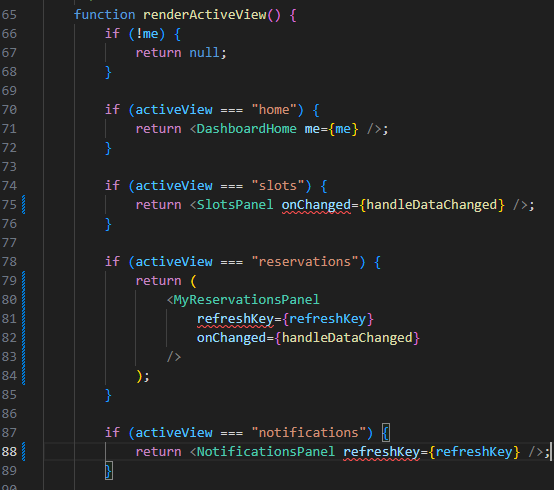 65 function renderActiveView() {
66 if (!me) {
67 return null;
68 }
69
70 if (activeView === "home") {
71 return <DashboardHome me={me} />;
72 }
73
74 if (activeView === "slots") {
75 return <SlotsPanel onChanged={handleDataChanged} />;
76 }
77
78 if (activeView === "reservations") {
79 return (
80 <MyReservationsPanel
81 refreshKey={refreshKey}
82 onChanged={handleDataChanged}
83 />
84 );
85 }
86
87 if (activeView === "notifications") {
88 return <NotificationsPanel refreshKey={refreshKey} />;
89 }
90